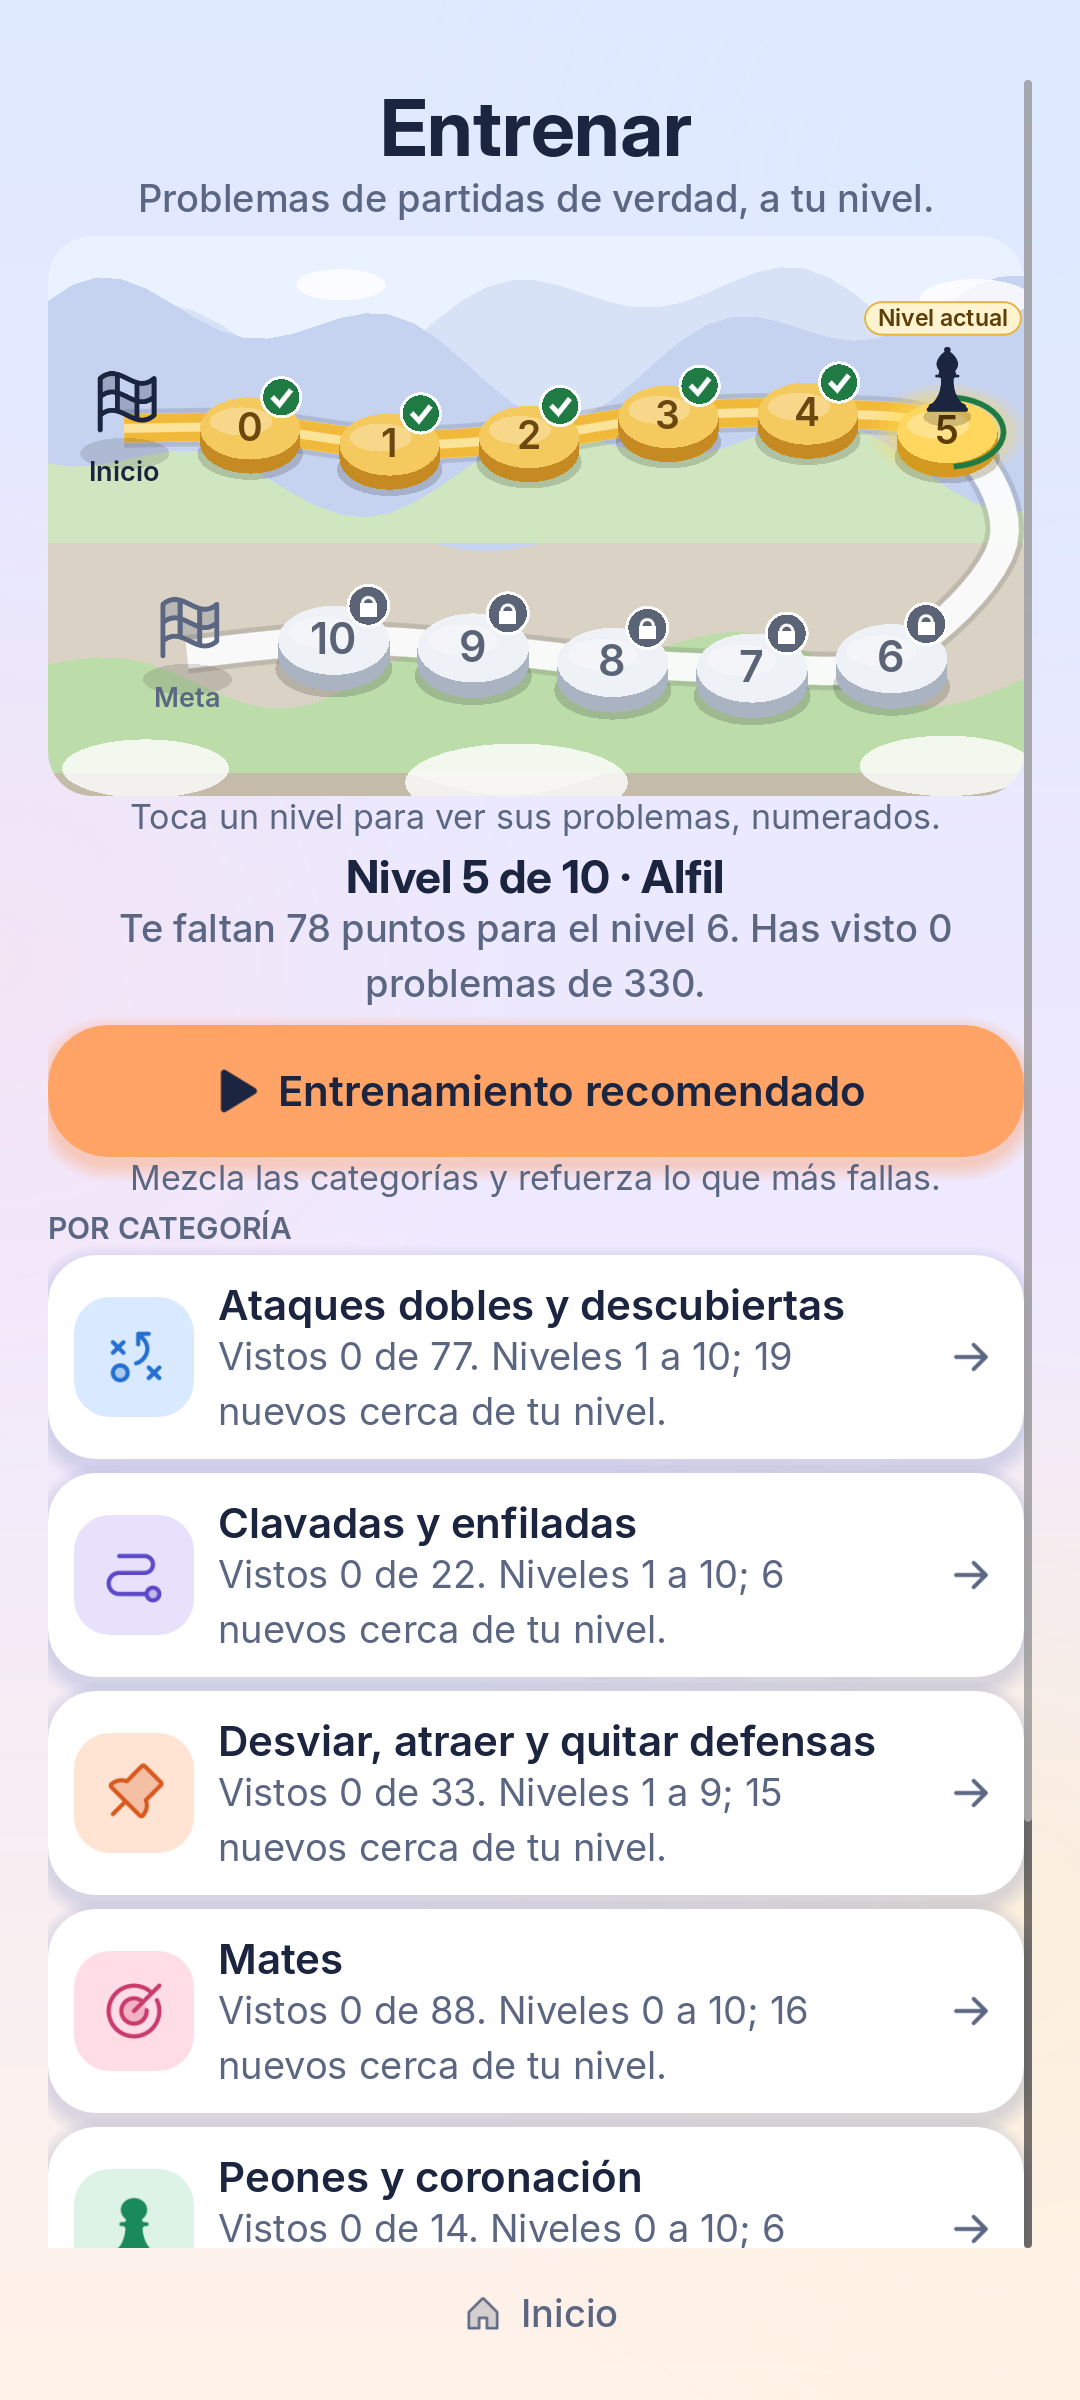 Entrenar
Problemas de partidas de verdad, a tu nivel.
Nivel actual
Inicio
0
1
2
3
4
5
Meta
10
9
8
7
6
Toca un nivel para ver sus problemas, numerados.
Nivel 5 de 10 · Alfil
Te faltan 78 puntos para el nivel 6. Has visto 0
problemas de 330.
Entrenamiento recomendado
Mezcla las categorías y refuerza lo que más fallas.
POR CATEGORÍA
Ataques dobles y descubiertas
Vistos 0 de 77. Niveles 1 a 10; 19
nuevos cerca de tu nivel.
Clavadas y enfiladas
Vistos 0 de 22. Niveles 1 a 10; 6
nuevos cerca de tu nivel.
Desviar, atraer y quitar defensas
Vistos 0 de 33. Niveles 1 a 9; 15
nuevos cerca de tu nivel.
Mates
Vistos 0 de 88. Niveles 0 a 10; 16
nuevos cerca de tu nivel.
Peones y coronación
Vistos 0 de 14. Niveles 0 a 10; 6
Inicio